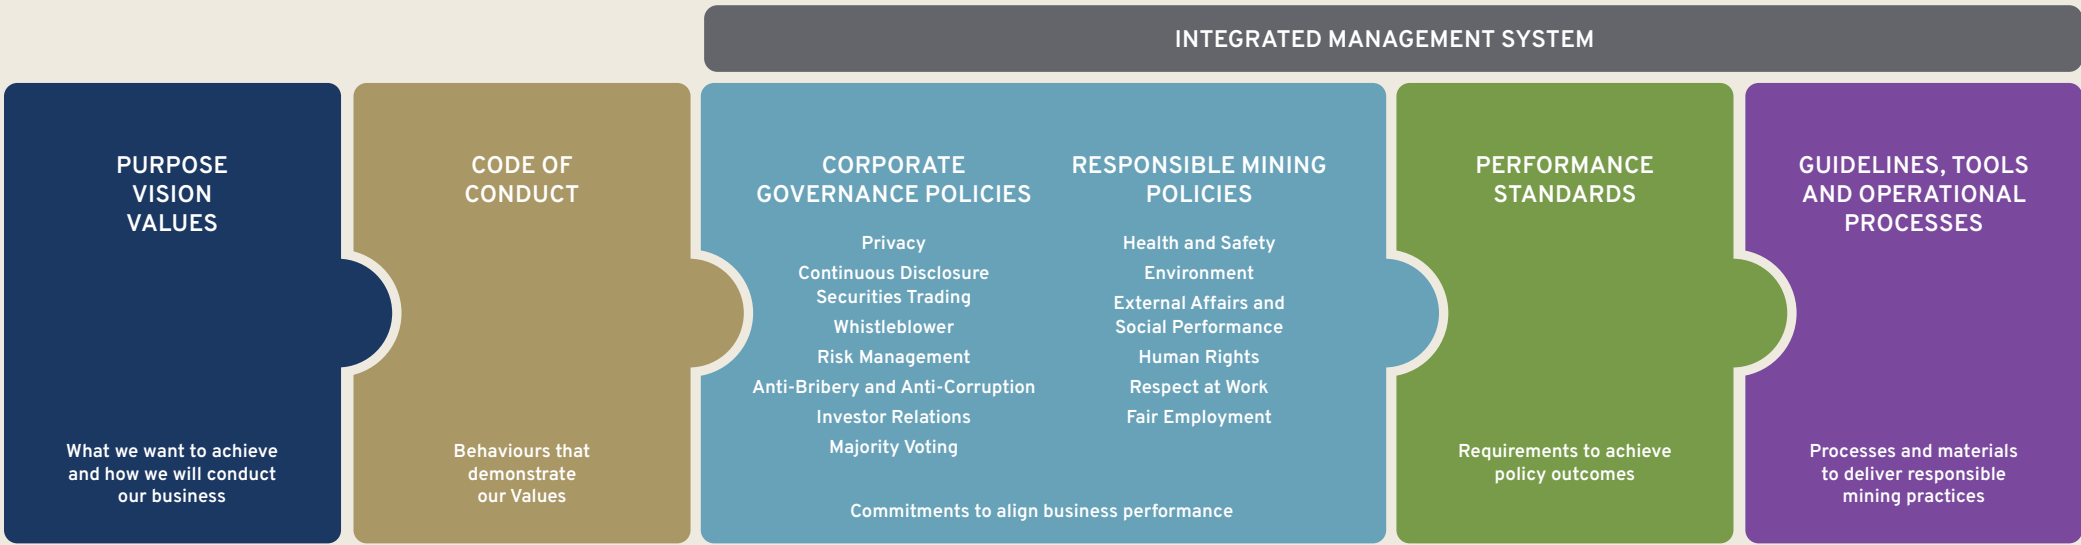 INTEGRATED MANAGEMENT SYSTEM
PURPOSE
VISION
VALUES
What we want to achieve
and how we will conduct
our business
CODE OF
CONDUCT
Behaviours that
demonstrate
our Values
CORPORATE
GOVERNANCE POLICIES
Privacy
Continuous Disclosure
Securities Trading
Whistleblower
Risk Management
Anti-Bribery and Anti-Corruption
Investor Relations
Majority Voting
RESPONSIBLE MINING
POLICIES
Health and Safety
Environment
External Affairs and
Social Performance
Human Rights
Respect at Work
Fair Employment
Commitments to align business performance
PERFORMANCE
STANDARDS
Requirements to achieve
policy outcomes
GUIDELINES, TOOLS
AND OPERATIONAL
PROCESSES
Processes and materials
to deliver responsible
mining practices